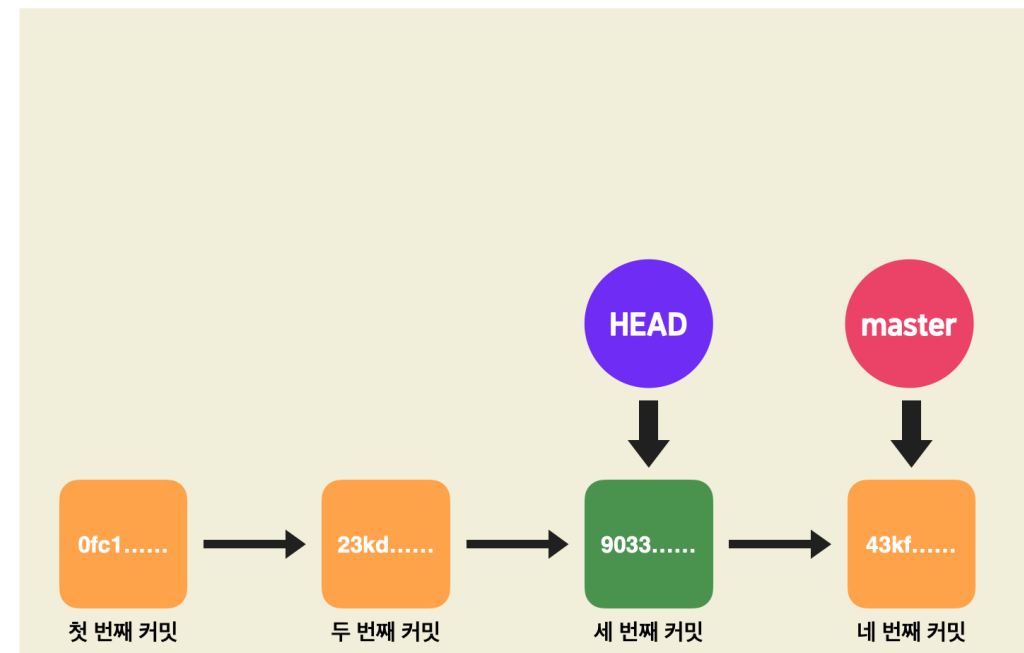 HEAD
master
0fc1......
23kd......
9033......
43kf......
첫 번째 커밋
두 번째 커밋
세 번째 커밋
네 번째 커밋